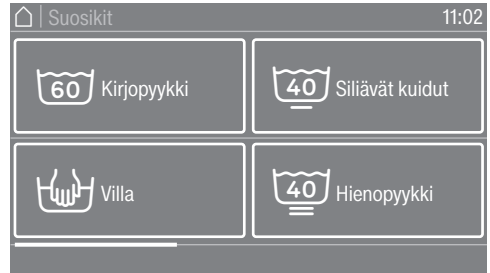 Suosikit 11:02
60 Kirjopyykki
40 Siliävät kuidut
Villa
40 Hienopyykki